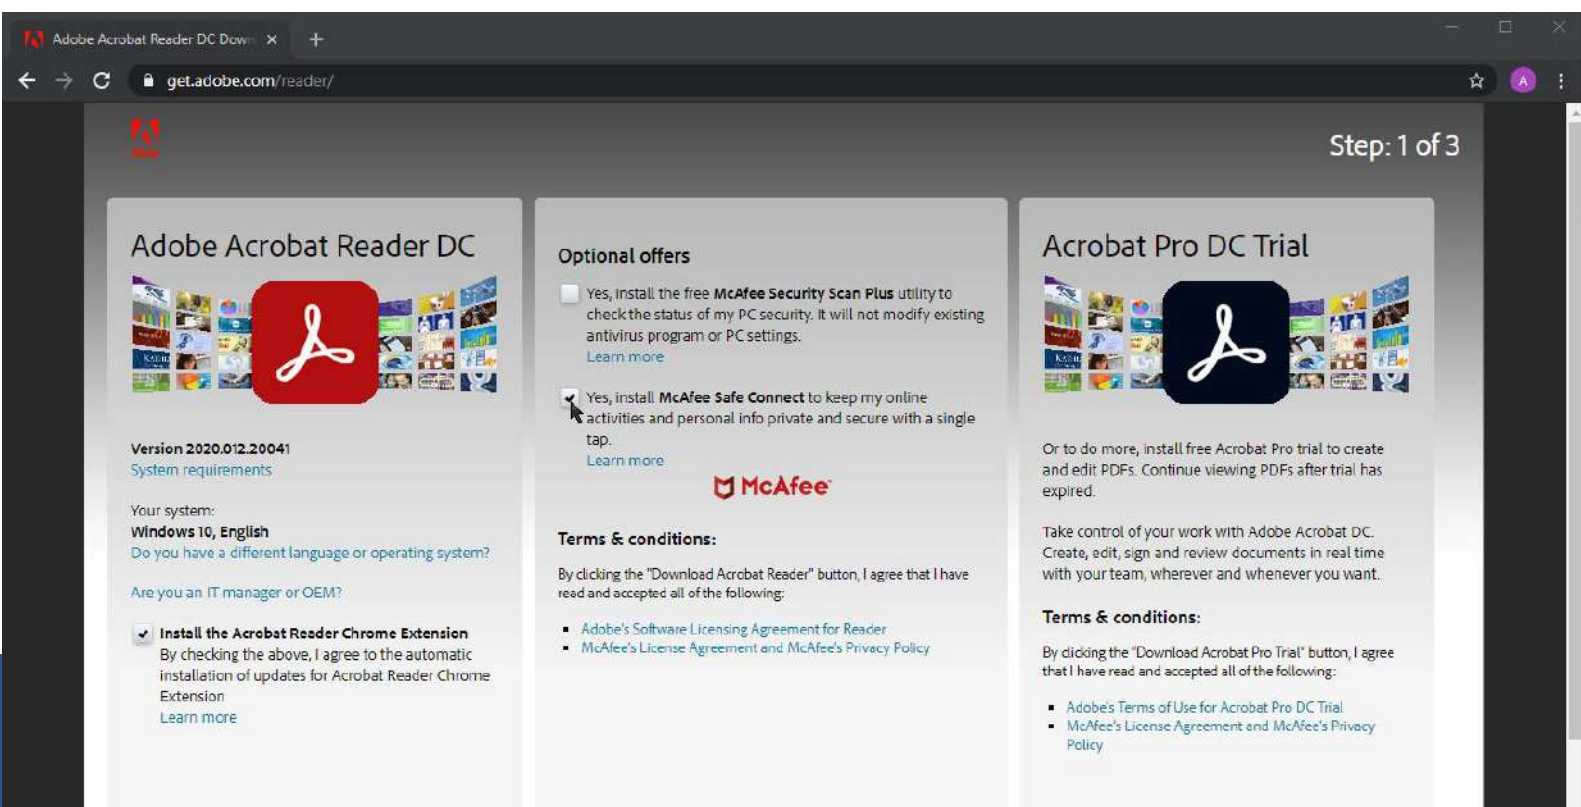 Adobe Acrobat Reader DC Down
get.adobe.com/reader/
A
Step: 1 of 3
Adobe Acrobat Reader DC
Version 2020.012.20041
System requirements
Your system:
Windows 10, English
Do you have a different language or operating system?
Are you an IT manager or OEM?
Install the Acrobat Reader Chrome Extension
By checking the above, I agree to the automatic
installation of updates for Acrobat Reader Chrome
Extension
Learn more
Optional offers
Yes, install the free McAfee Security Scan Plus utility to
check the status of my PC security. It will not modify existing
antivirus program or PC settings.
Learn more
Yes, install McAfee Safe Connect to keep my online
activities and personal info private and secure with a single
tap.
Learn more
McAfee
Terms & conditions:
By clicking the "Download Acrobat Reader" button, I agree that I have
read and accepted all of the following:
Adobe's Software Licensing Agreement for Reader
McAfee's License Agreement and McAfee's Privacy Policy
Acrobat Pro DC Trial
Or to do more, install free Acrobat Pro trial to create
and edit PDFs. Continue viewing PDFs after trial has
expired.
Take control of your work with Adobe Acrobat DC.
Create, edit, sign and review documents in real time
with your team, wherever and whenever you want.
Terms & conditions:
By clicking the "Download Acrobat Pro Trial" button, I agree
that I have read and accepted all of the following:
Adobe's Terms of Use for Acrobat Pro DC Trial
McAfee's License Agreement and McAfee's Privacy
Policy